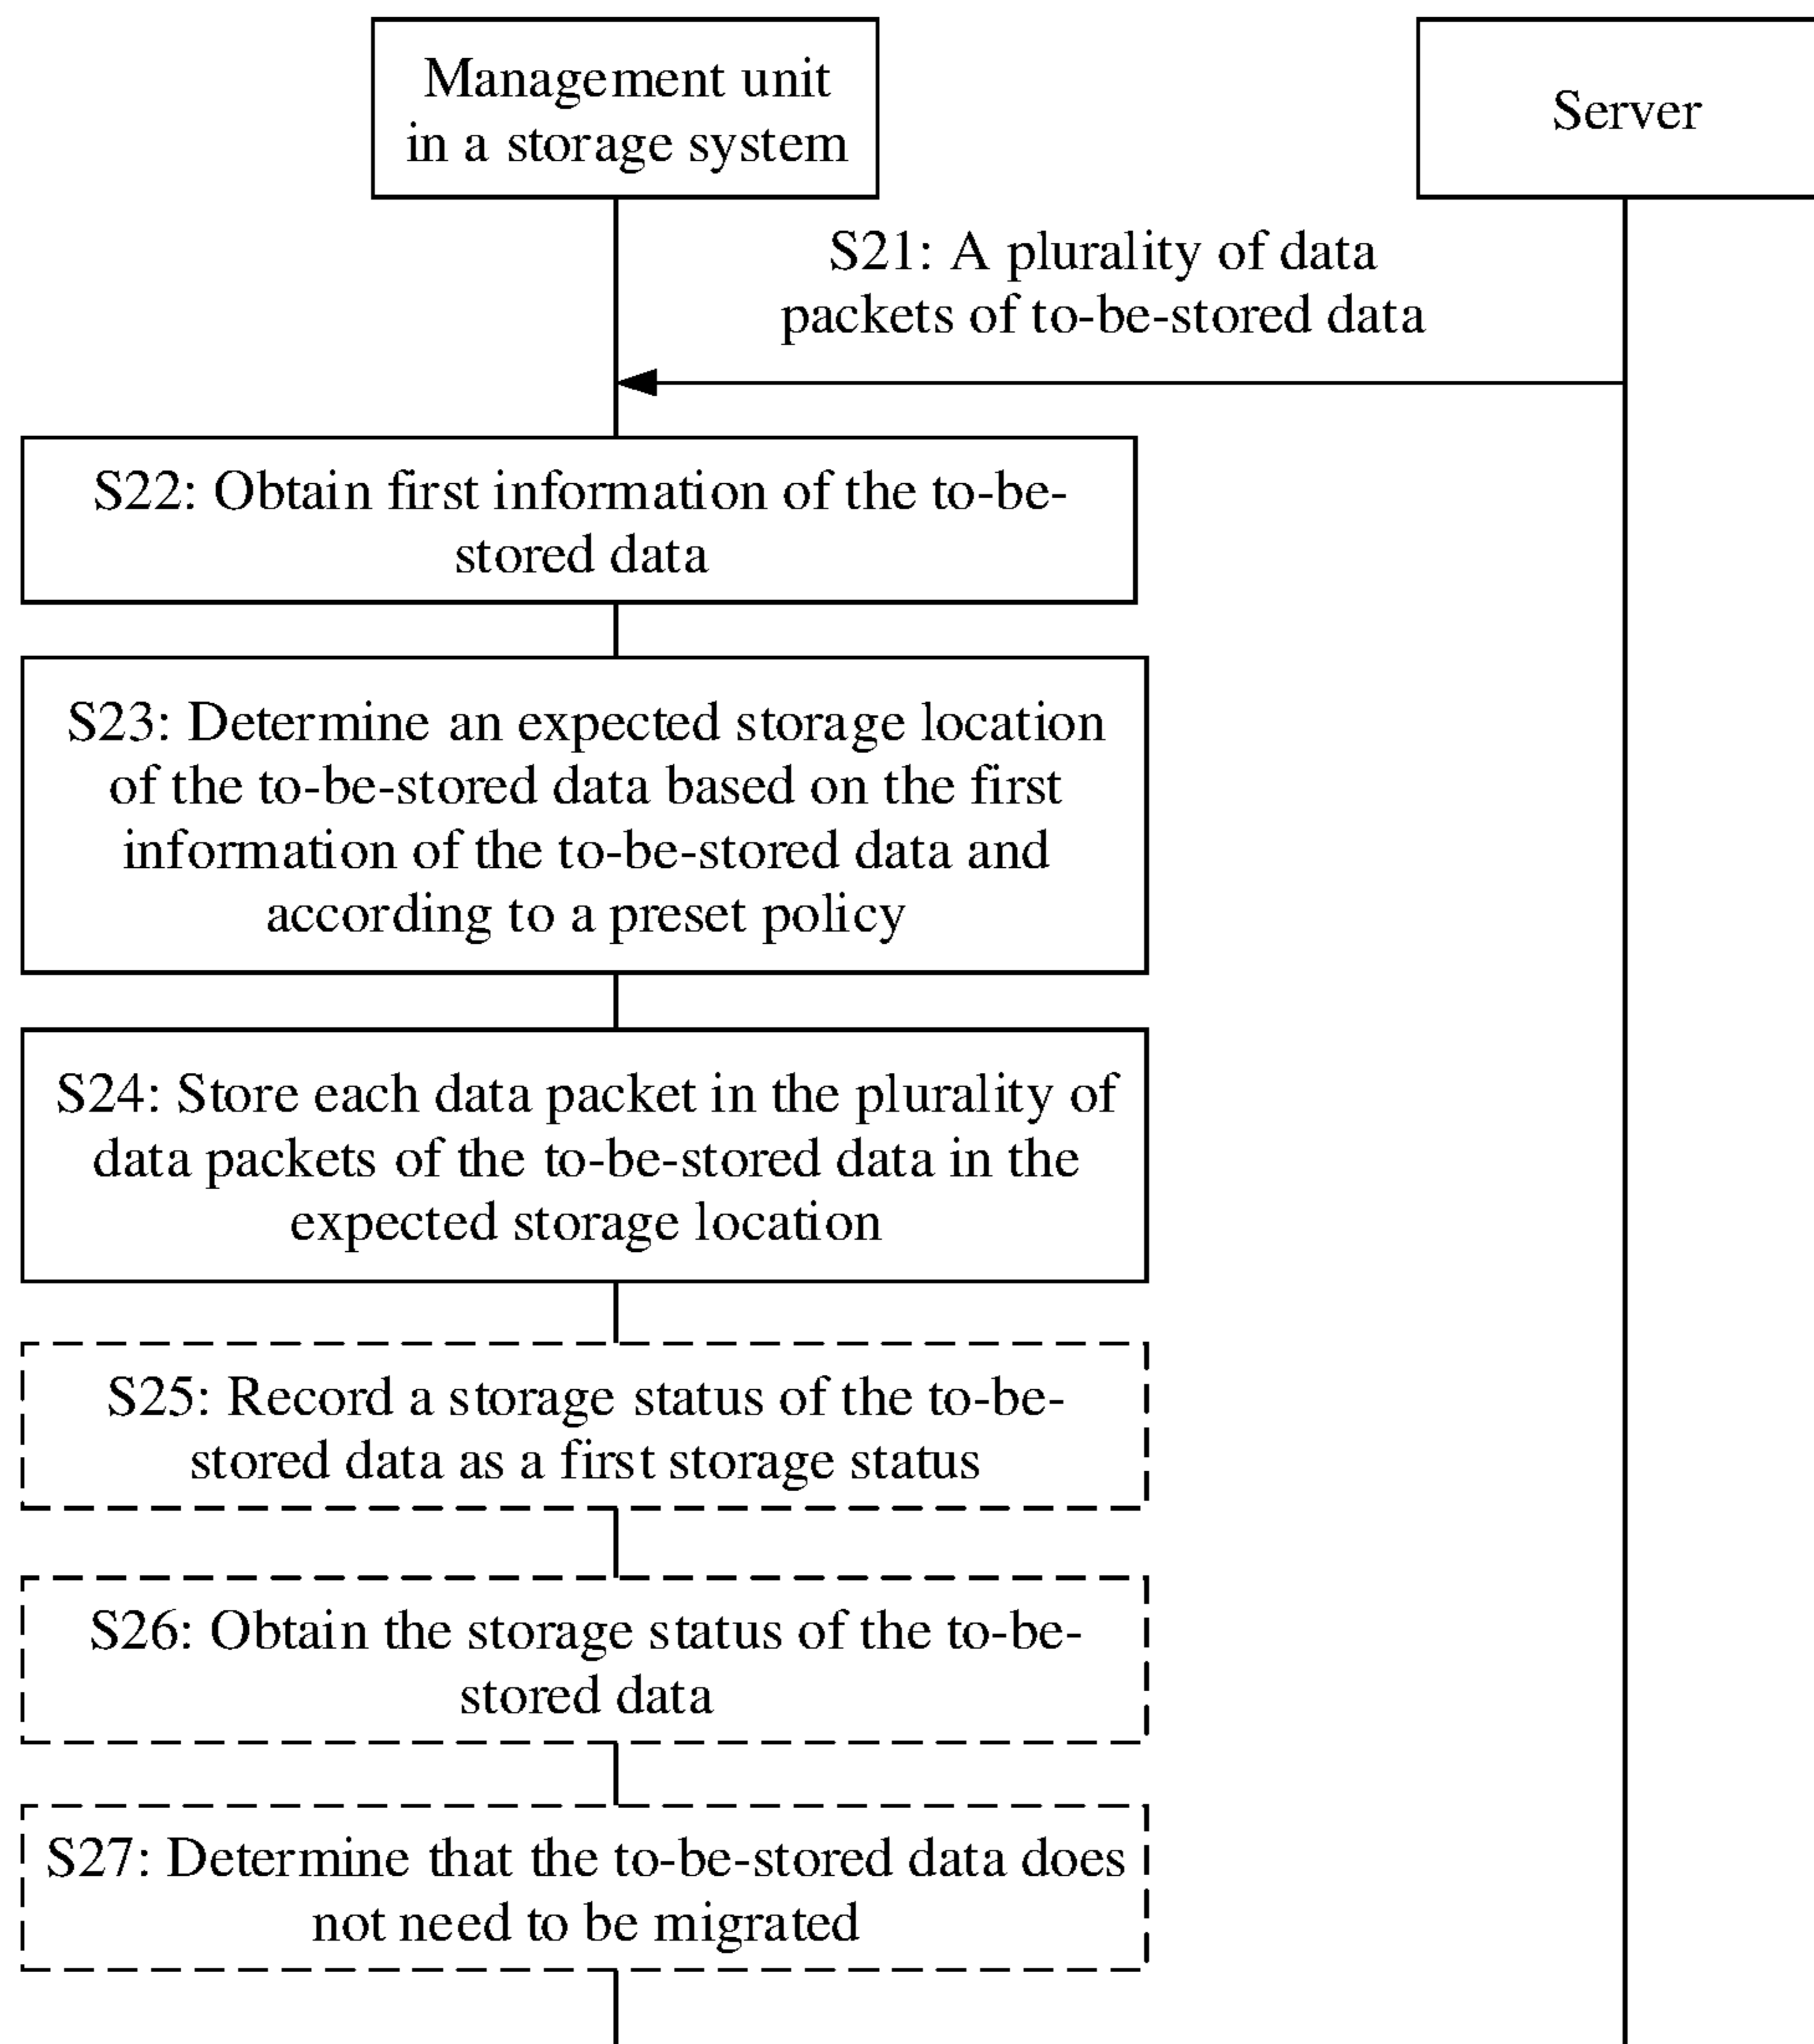 Management unit
in a storage system
Server
S21: A plurality of data
packets of to-be-stored data
S22: Obtain first information of the to-be-
stored data
S23: Determine an expected storage location
of the to-be-stored data based on the first
information of the to-be-stored data and
according to a preset policy
S24: Store each data packet in the plurality of
data packets of the to-be-stored data in the
expected storage location
S25: Record a storage status of the to-be-
stored data as a first storage status
S26: Obtain the storage status of the to-be-
stored data
S27: Determine that the to-be-stored data does
not need to be migrated